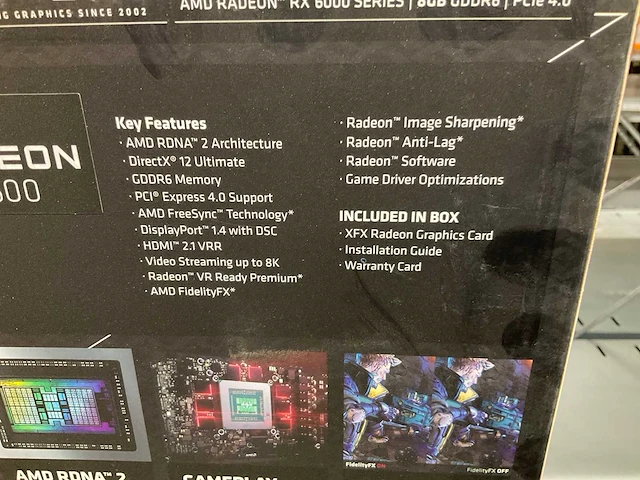 NG GRAPHICS SINCE 2002
AMD RADEON™ RX 6000 SERIES | 8GB GDDR6 | PCIe 4.0
EON
Key Features
· AMD RDNA™ 2 Architecture
· DirectX® 12 Ultimate
· GDDR6 Memory
· PCI® Express 4.0 Support
· AMD FreeSync™ Technology*
· DisplayPort™ 1.4 with DSC
· HDMI™ 2.1 VRR
· Video Streaming up to 8K
· Radeon™ VR Ready Premium*
· AMD FidelityFX*
· Radeon™ Image Sharpening*
· Radeon™ Anti-Lag*
· Radeon™ Software
· Game Driver Optimizations
INCLUDED IN BOX
· XFX Radeon Graphics Card
· Installation Guide
· Warranty Card
FidelityFX ON
FidelityFX OFF
AMD RDNA™ 2
GAMEPLAY